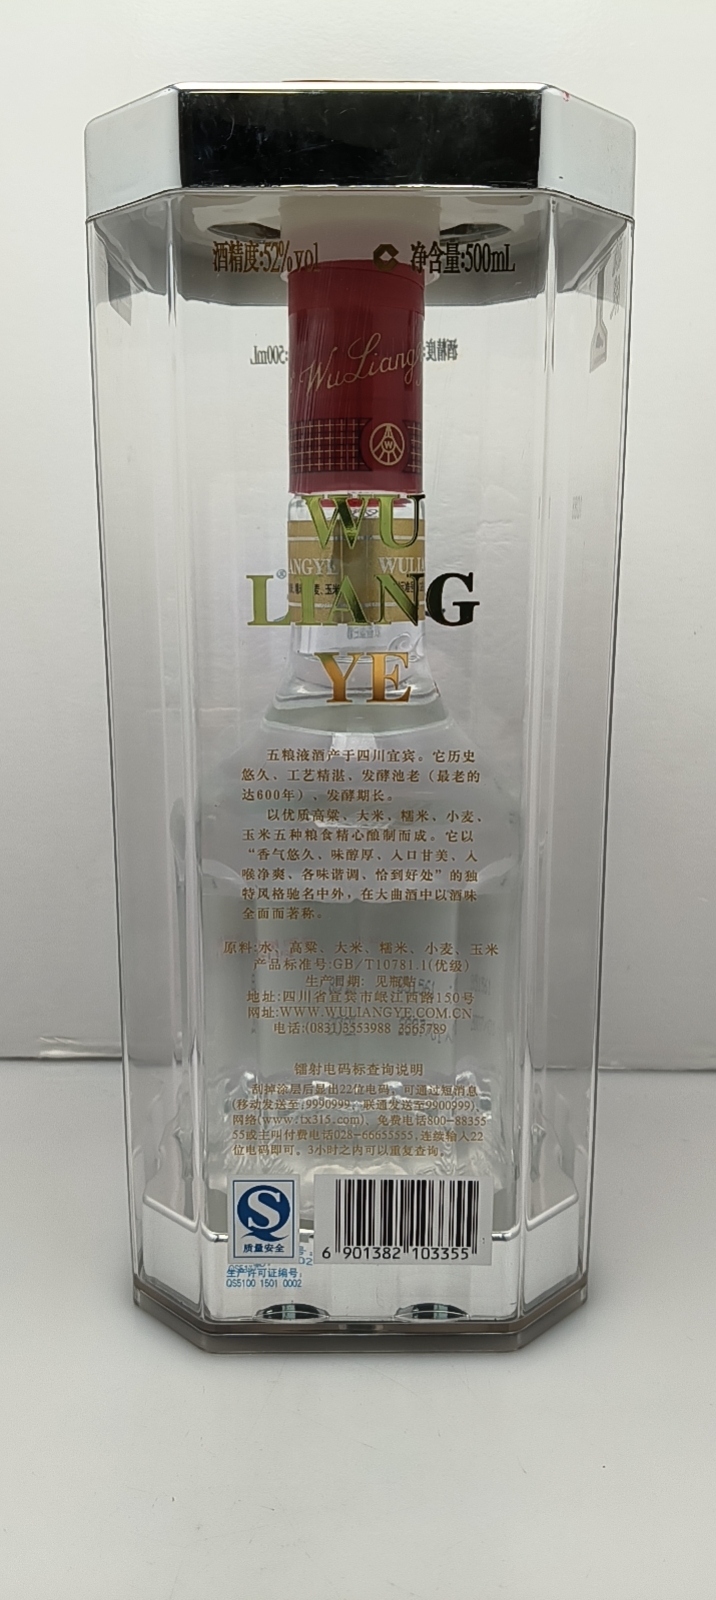 酒精度:52%vol 净含量:500mL
WuLiang
W
WU
LIANG®
YE
五粮液酒产于四川宜宾。它历史
悠久、工艺精湛、发酵池老（最老的
达600年）、发酵期长。
以优质高粱、大米、糯米、小麦、
玉米五种粮食精心酿制而成。它以
“香气悠久、味醇厚、入口甘美、入
喉净爽、各味谐调、恰到好处”的独
特风格驰名中外，在大曲酒中以酒味
全面而著称。
原料:水、高粱、大米、糯米、小麦、玉米
产品标准号:GB/T10781.1(优级)
生产日期: 见瓶贴
地址:四川省宜宾市岷江西路150号
网址:WWW.WULIANGYE.COM.CN
电话:(0831)3553988 3565789
镭射电码标查询说明
刮掉涂层后显出22位电码，可通过短消息
(移动发送至:9990999，联通发送至9900999),
网络(www.tx315.com)，免费电话800-88355
55或主叫付费电话028-66655555,连续输入22
位电码即可。3小时之内可以重复查询。
质量安全
生产许可证编号:
QS5100 1501 0002
6 901382 103355